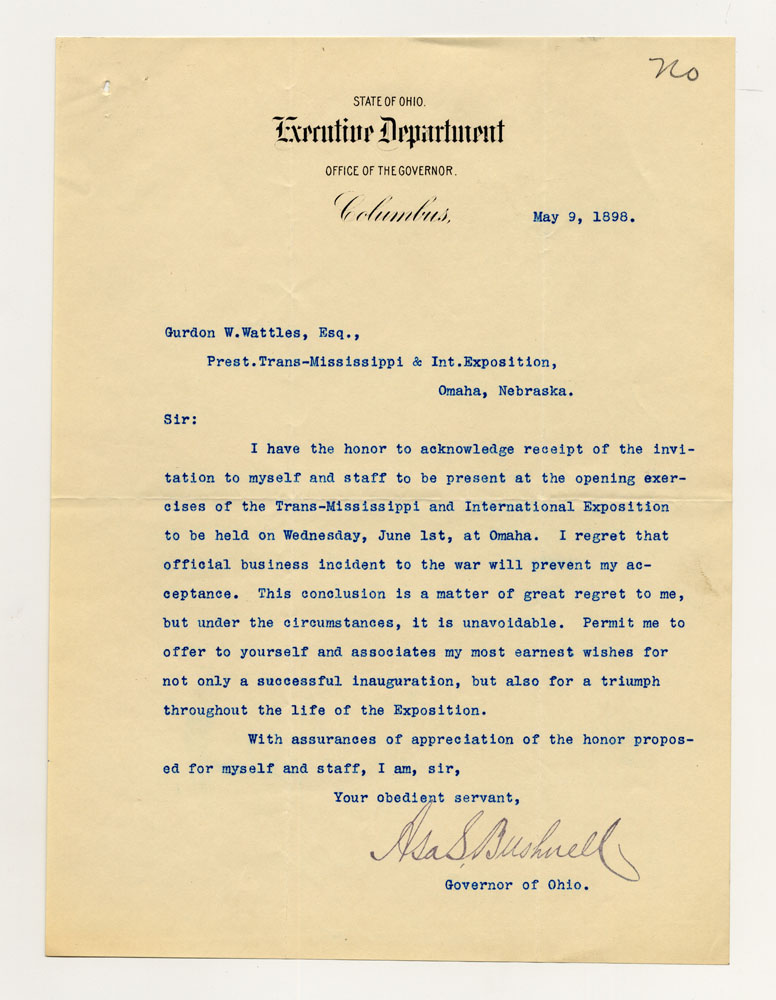 No
STATE OF OHIO.
Executive Department
OFFICE OF THE GOVERNOR.
Columbus, May 9, 1898.
Gurdon W.Wattles, Esq.,
Prest.Trans-Mississippi & Int.Exposition,
Omaha, Nebraska.
Sir:
I have the honor to acknowledge receipt of the invi-
tation to myself and staff to be present at the opening exer-
cises of the Trans-Mississippi and International Exposition
to be held on Wednesday, June 1st, at Omaha. I regret that
official business incident to the war will prevent my ac-
ceptance. This conclusion is a matter of great regret to me,
but under the circumstances, it is unavoidable. Permit me to
offer to yourself and associates my most earnest wishes for
not only a successful inauguration, but also for a triumph
throughout the life of the Exposition.
With assurances of appreciation of the honor propos-
ed for myself and staff, I am, sir,
Your obedient servant,
Asa S. Bushnell
Governor of Ohio.